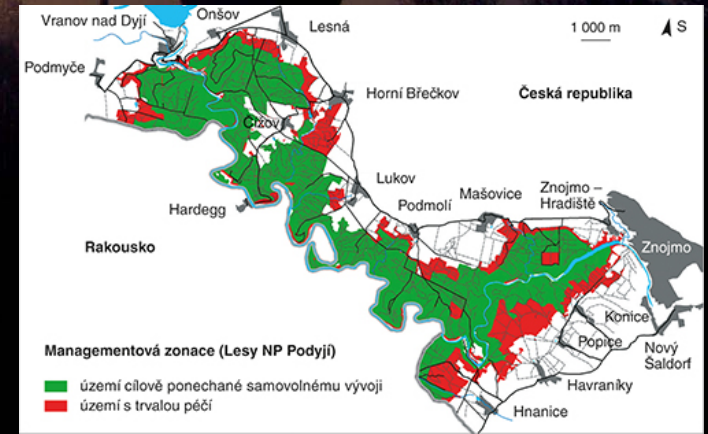 Vranov nad Dyjí
Onšov
Lesná
1 000 m
S
Podmyče
Horní Břečkov
Česká republika
Čížov
Lukov
Mašovice
Znojmo –
Hradiště
Hardegg
Podmolí
Rakousko
Znojmo
Konice
Popice
Nový
Šaldorf
Managementová zonace (Lesy NP Podyjí)
území cílově ponechané samovolnému vývoji
Havraníky
území s trvalou péčí
Hnanice